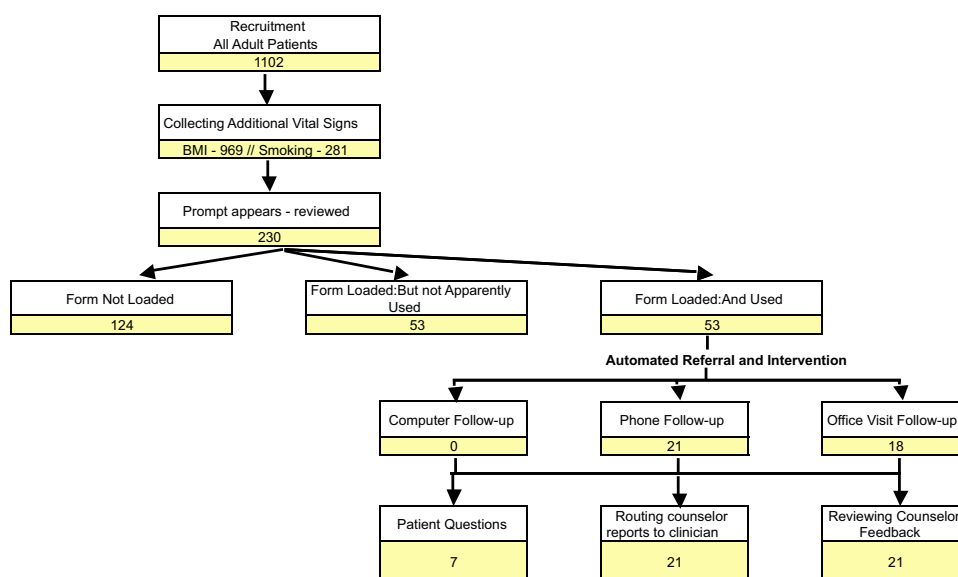 Recruitment
All Adult Patients
1102
Collecting Additional Vital Signs
BMI - 969 // Smoking - 281
Prompt appears - reviewed
230
Form Not Loaded
124
Form Loaded:But not Apparently
Used
53
Form Loaded:And Used
53
Automated Referral and Intervention
Computer Follow-up
0
Phone Follow-up
21
Office Visit Follow-up
18
Patient Questions
7
Routing counselor
reports to clinician
21
Reviewing Counselor
Feedback
21